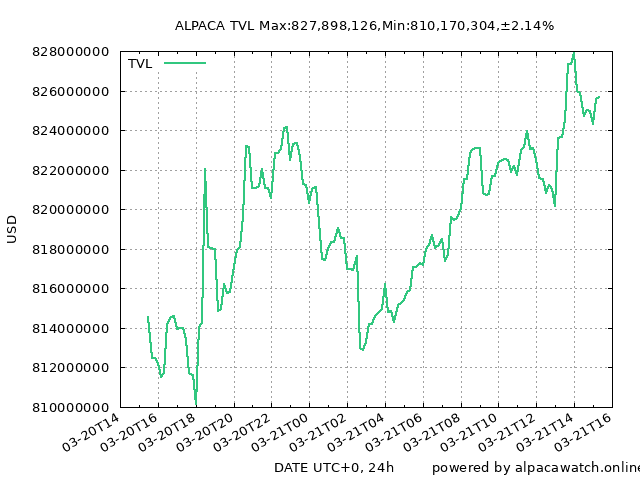 ALPACA TVL Max:827,898,126,Min:810,170,304,±2.14%
828000000
TVL
826000000
824000000
822000000
820000000
USD
818000000
816000000
814000000
812000000
810000000
03-20T14
03-20T16
03-20T18
03-20T20
03-20T22
03-21T00
03-21T02
03-21T04
03-21T06
03-21T08
03-21T10
03-21T12
03-21T14
03-21T16
DATE UTC+0, 24h
powered by alpacawatch.online